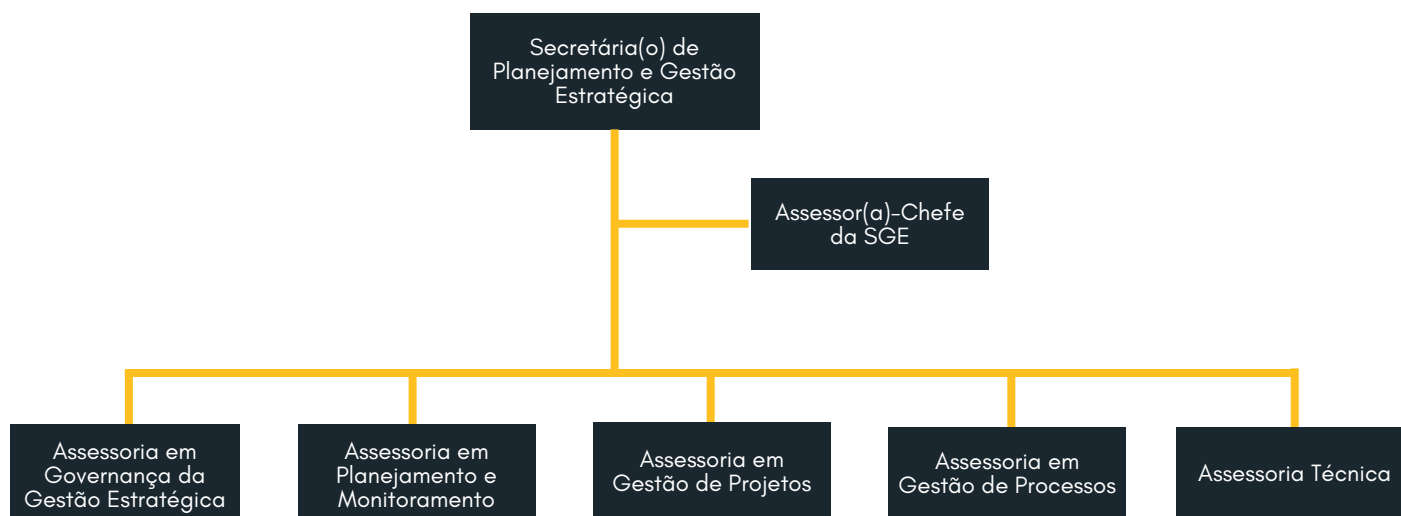 Secretária(o) de
Planejamento e Gestão
Estratégica
Assessor(a)-Chefe
da SGE
Assessoria em
Governança da
Gestão Estratégica
Assessoria em
Planejamento e
Monitoramento
Assessoria em
Gestão de Projetos
Assessoria em
Gestão de Processos
Assessoria Técnica